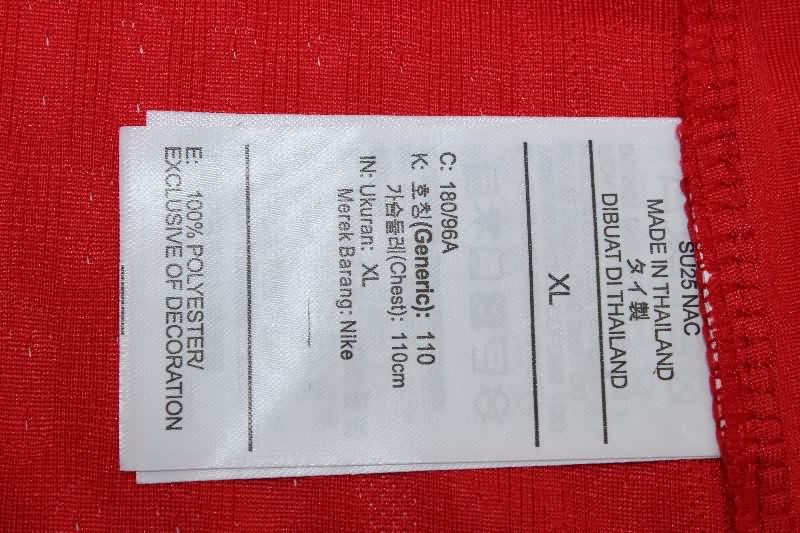 SU25 NAC
MADE IN THAILAND
タイ製
DIBUAT DI THAILAND
XL
C: 180/96A
K: 호칭(Generic): 110
가슴둘레(Chest): 110cm
IN: Ukuran: XL
Merek Barang: Nike
E: 100% POLYESTER/
EXCLUSIVE OF DECORATION